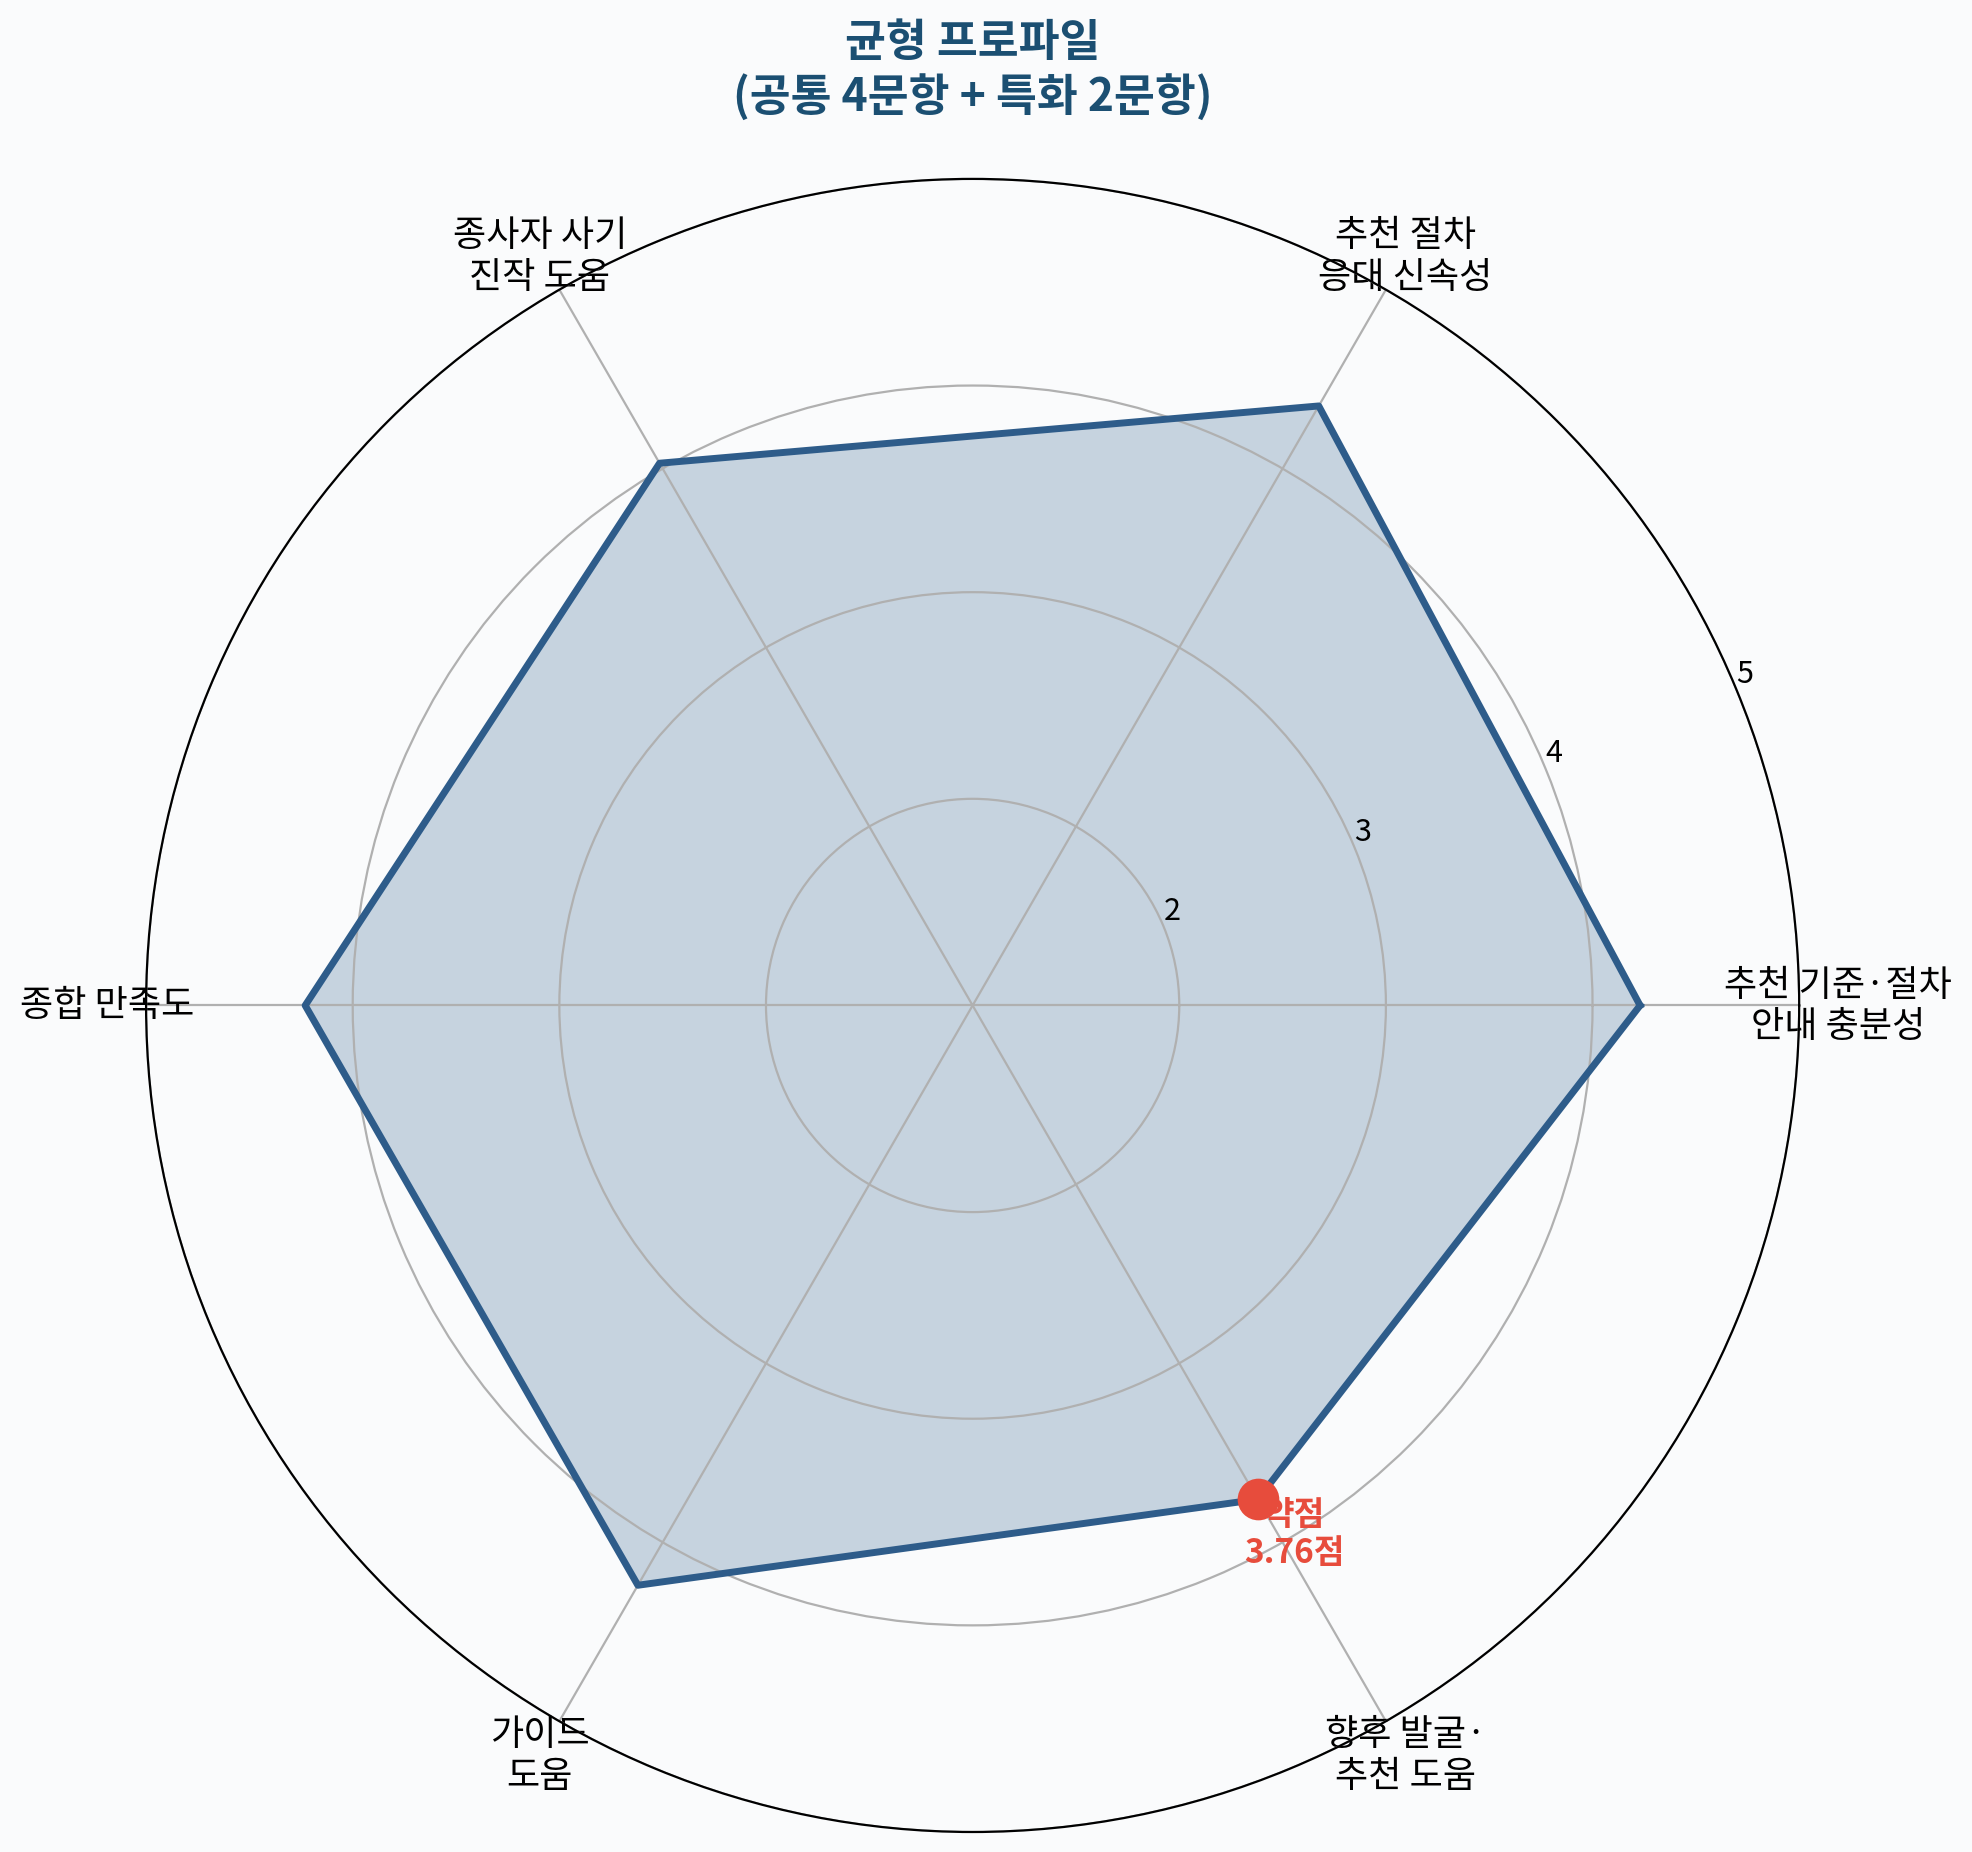 균형 프로파일
(공통 4문항 + 특화 2문항)
종사자 사기
진작 도움
추천 절차
응대 신속성
5
4
3
2
종합 만족도
추천 기준·절차
안내 충분성
약점
3.76점
가이드
도움
향후 발굴·
추천 도움